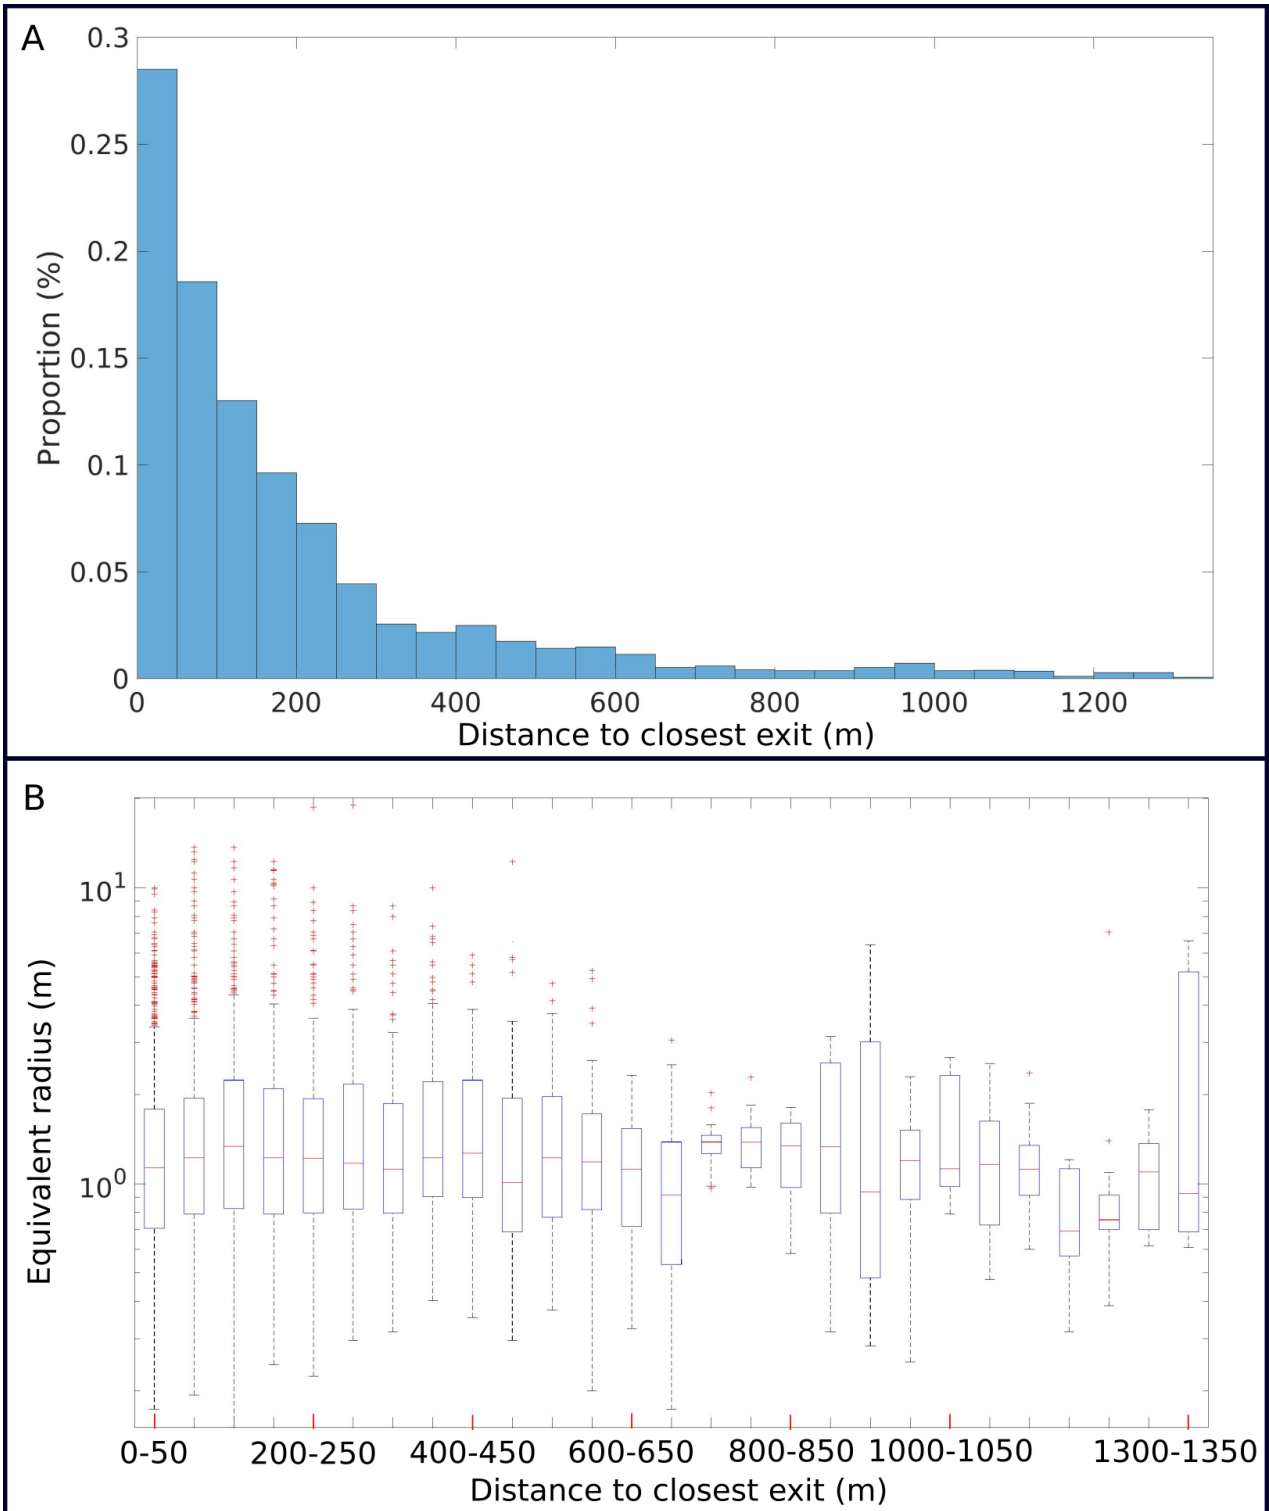 A
0.3
0.25
0.2
0.15
0.1
0.05
0
Proportion (%)
0 200 400 600 800 1000 1200
Distance to closest exit (m)
B
10^1
10^0
Equivalent radius (m)
0-50 200-250 400-450 600-650 800-850 1000-1050 1300-1350
Distance to closest exit (m)